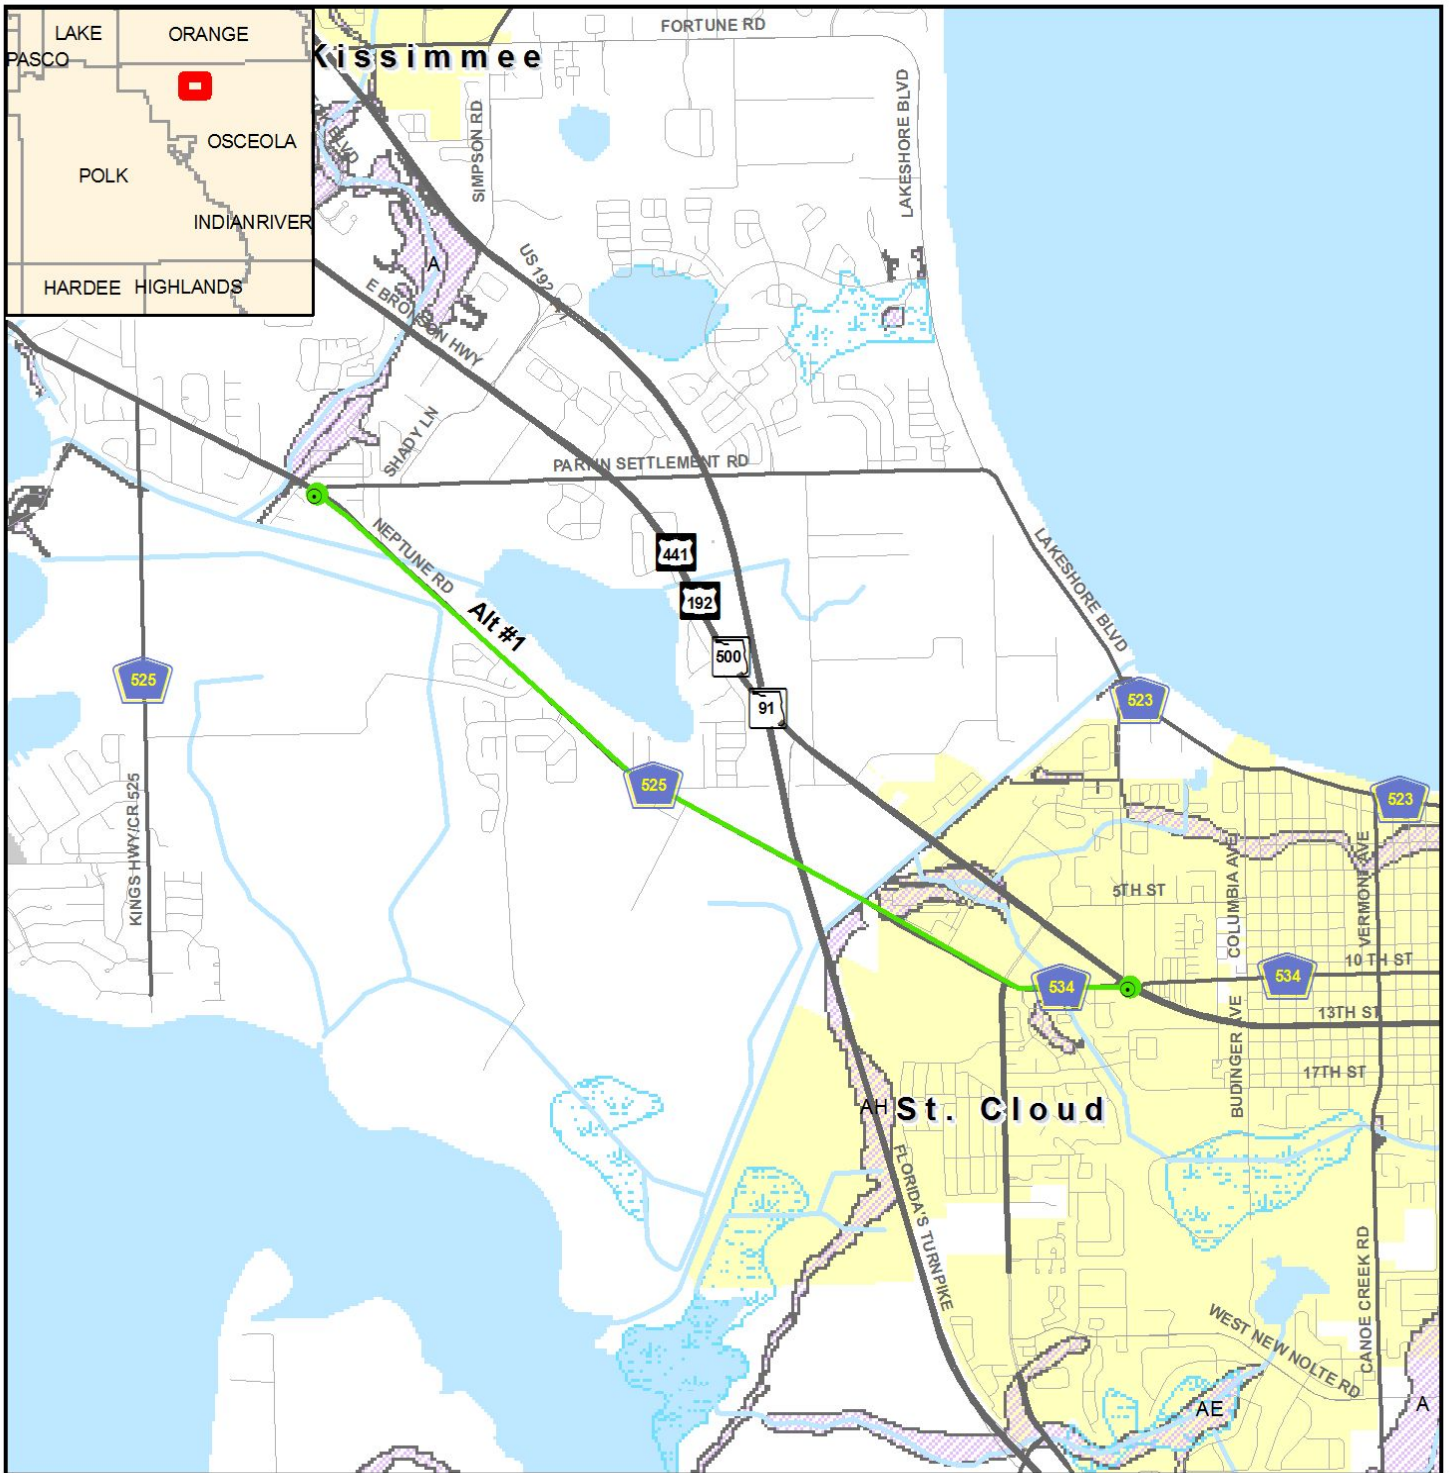 LAKE
ORANGE
PASCO
OSCEOLA
POLK
INDIANRIVER
HARDEE
HIGHLANDS
Kissimmee
FORTUNE RD
BLVD
SIMPSON RD
LAKESHORE BLVD
A
US 192
E BRONSON HWY
SHADY LN
PARTIN SETTLEMENT RD
NEPTUNE RD
Alt #1
441
192
500
91
LAKESHORE BLVD
525
523
525
523
KINGS HWY/CR 525
5TH ST
COLUMBIA AVE
VERMONT AVE
10 TH ST
534
534
13TH ST
BUDINGER AVE
17TH ST
AH
St. Cloud
FLORIDA'S TURNPIKE
CANOE CREEK RD
WEST NEW NOLTE RD
AE
A